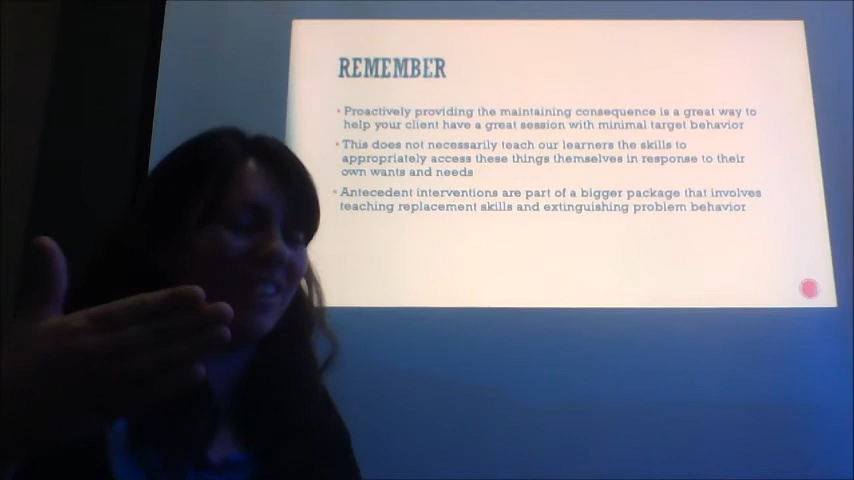 REMEMBER
• Proactively providing the maintaining consequence is a great way to
help your client have a great session with minimal target behavior
• This does not necessarily teach our learners the skills to
appropriately access these things themselves in response to their
own wants and needs
• Antecedent interventions are part of a bigger package that involves
teaching replacement skills and extinguishing problem behavior